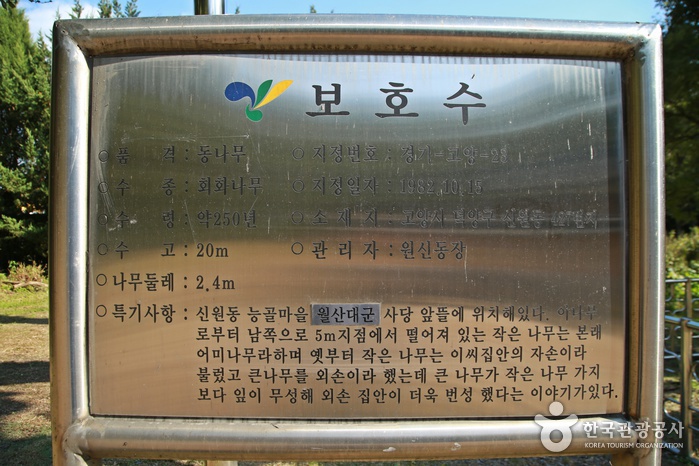 보호수
○ 품 격 : 동나무 ○ 지정번호 : 경기-고양-
○ 수 종 : 회화나무 ○ 지정일자 : 1982.10.15
○ 수 령 : 약250년 ○ 소 재 지 : 고양시 덕양구 신원동
○ 수 고 : 20m ○ 관 리 자 : 원신동장
○ 나무둘레 : 2.4m
○ 특기사항 : 신원동 능골마을 월산대군 사당 앞뜰에 위치해있다. 이나무
로부터 남쪽으로 5m지점에서 떨어져 있는 작은 나무는 본래
어미나무라하며 옛부터 작은 나무는 이씨집안의 자손이라
불렀고 큰나무를 외손이라 했는데 큰 나무가 작은 나무 가지
보다 잎이 무성해 외손 집안이 더욱 번성 했다는 이야기가있다.
한국관광공사
KOREA TOURISM ORGANIZATION